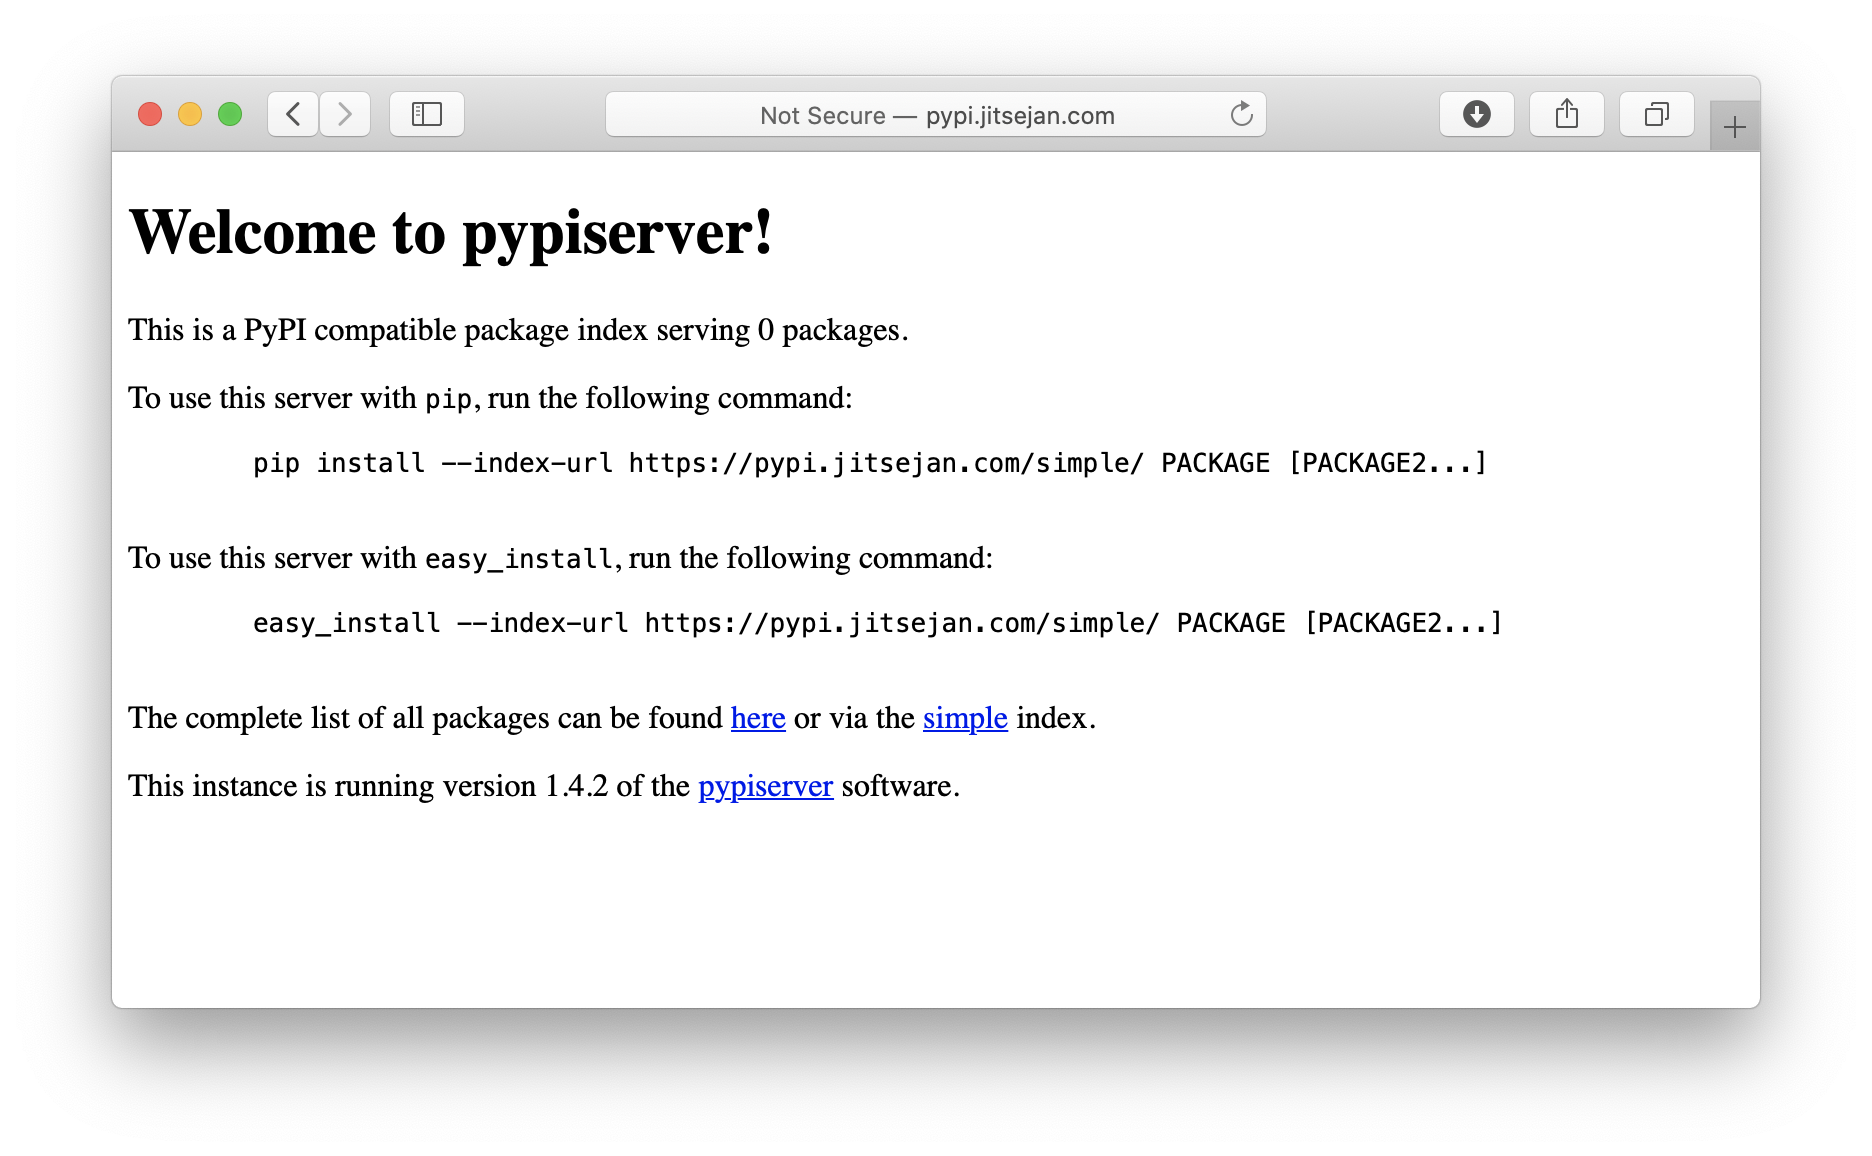 Not Secure — pypi.jitsejan.com
Welcome to pypiserver!
This is a PyPI compatible package index serving 0 packages.
To use this server with pip, run the following command:
pip install --index-url https://pypi.jitsejan.com/simple/ PACKAGE [PACKAGE2...]
To use this server with easy_install, run the following command:
easy_install --index-url https://pypi.jitsejan.com/simple/ PACKAGE [PACKAGE2...]
The complete list of all packages can be found here or via the simple index.
This instance is running version 1.4.2 of the pypiserver software.